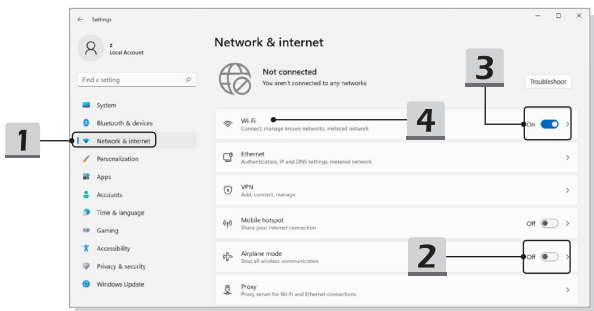 Settings
z
Local Account
Find a setting
System
Bluetooth & devices
Network & internet
Personalization
Apps
Accounts
Time & language
Gaming
Accessibility
Privacy & security
Windows Update
Network & internet
Not connected
You aren't connected to any networks
Troubleshoot
Wi-Fi
Connect, manage known networks, metered network
On
Ethernet
Authentication, IP and DNS settings, metered network
VPN
Add, connect, manage
Mobile hotspot
Share your internet connection
Off
Airplane mode
Stop all wireless communication
Off
Proxy
Proxy server for Wi-Fi and Ethernet connections
1
2
3
4